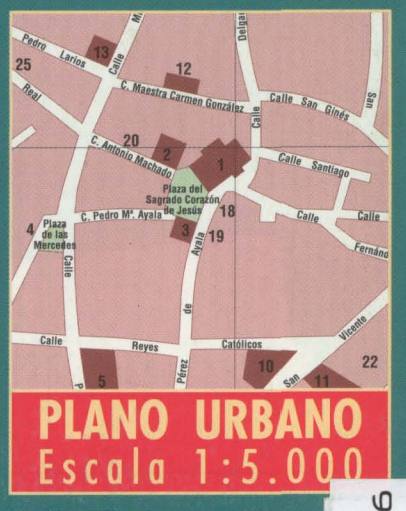 Pedro Larios
Calle
M.
13
25
Real
12
C. Maestra Carmen González
Delga
San
Calle San Ginés
Calle
20
C. Antonio Machado
2
1
Calle Santiago
Plaza del
Sagrado Corazón
de Jesús
C. Pedro Mª. Ayala
18
Calle
Calle
4
Plaza
de las
Mercedes
3
19
Fernánd
Calle
Pérez de Ayala
Calle Reyes Católicos
San Vicente
P
5
10
11
22
PLANO URBANO
Escala 1:5.000
6